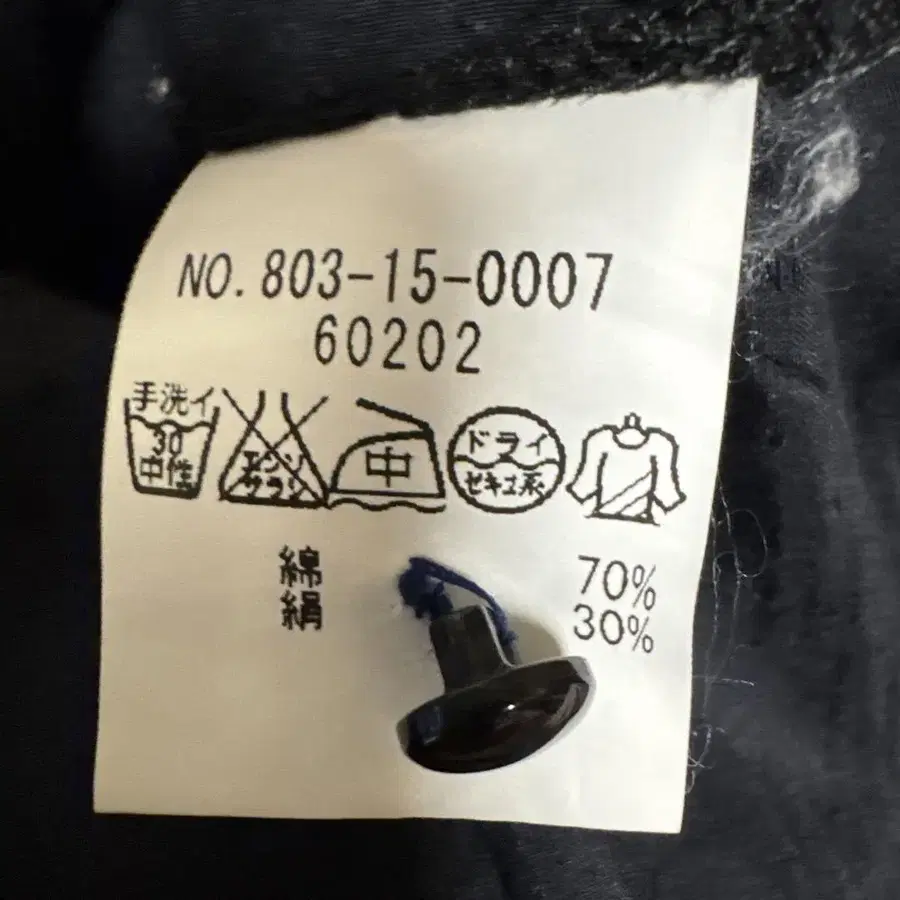 NO. 803-15-0007
60202
手洗イ
30
中性
エンソ
サラシ
中
ドライ
セキユ系
綿 70%
絹 30%